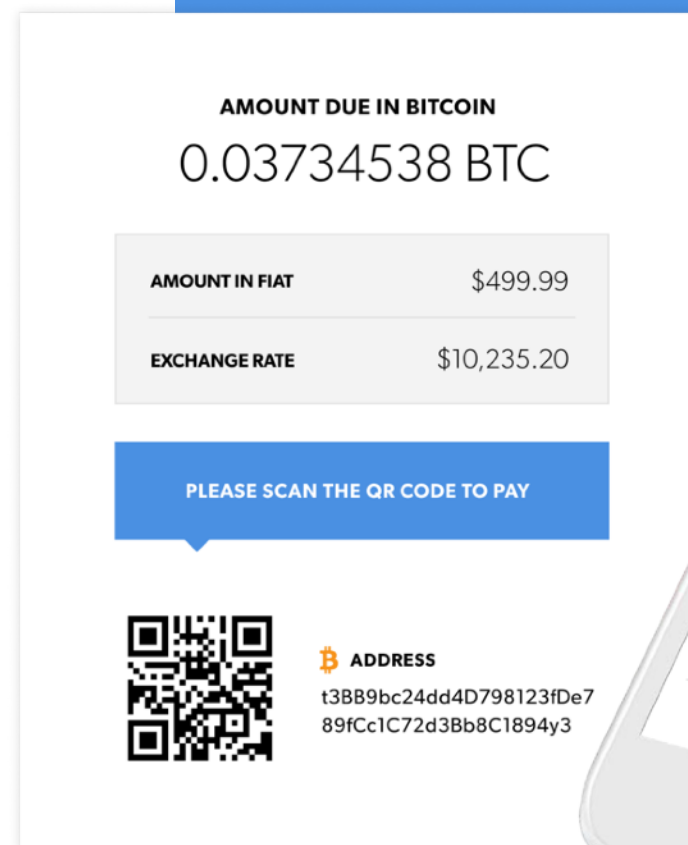 AMOUNT DUE IN BITCOIN
0.03734538 BTC
AMOUNT IN FIAT $499.99
EXCHANGE RATE $10,235.20
PLEASE SCAN THE QR CODE TO PAY
ADDRESS
t3BB9bc24dd4D798123fDe7
89fCc1C72d3Bb8C1894y3